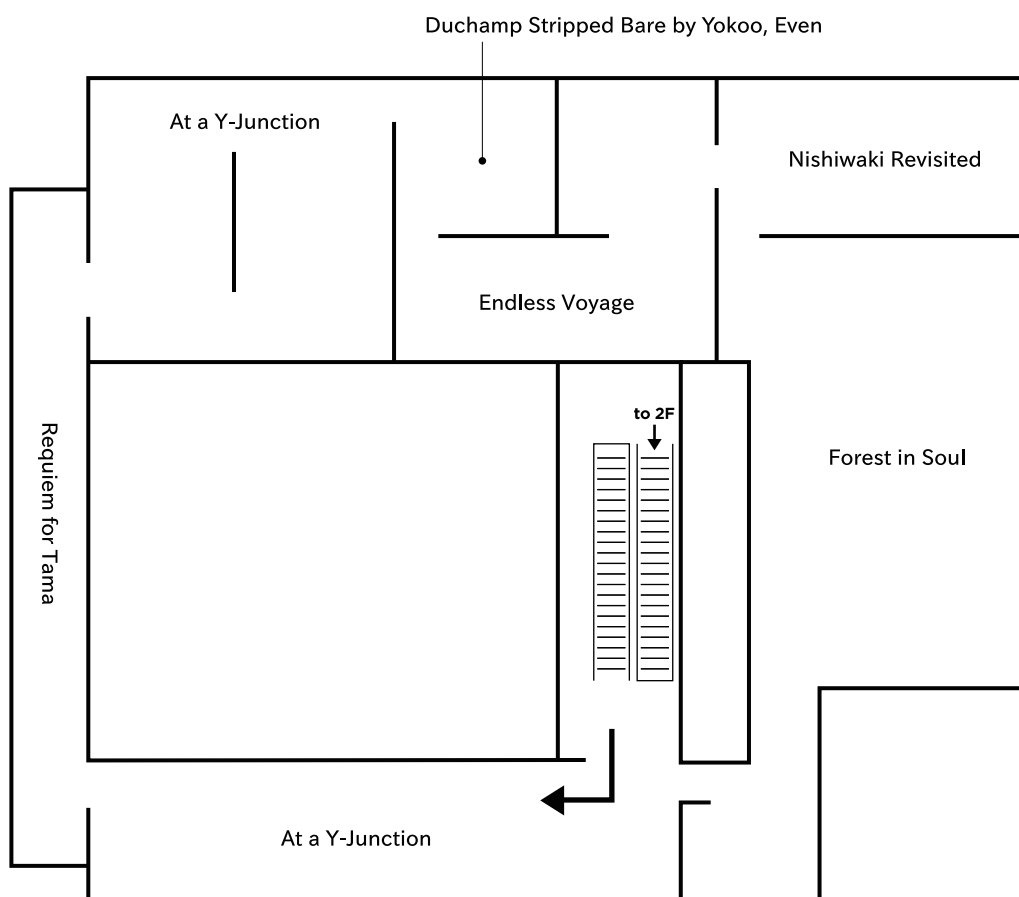 Duchamp Stripped Bare by Yokoo, Even
At a Y-Junction
Nishiwaki Revisited
Endless Voyage
to 2F
Requiem for Tama
Forest in Soul
At a Y-Junction